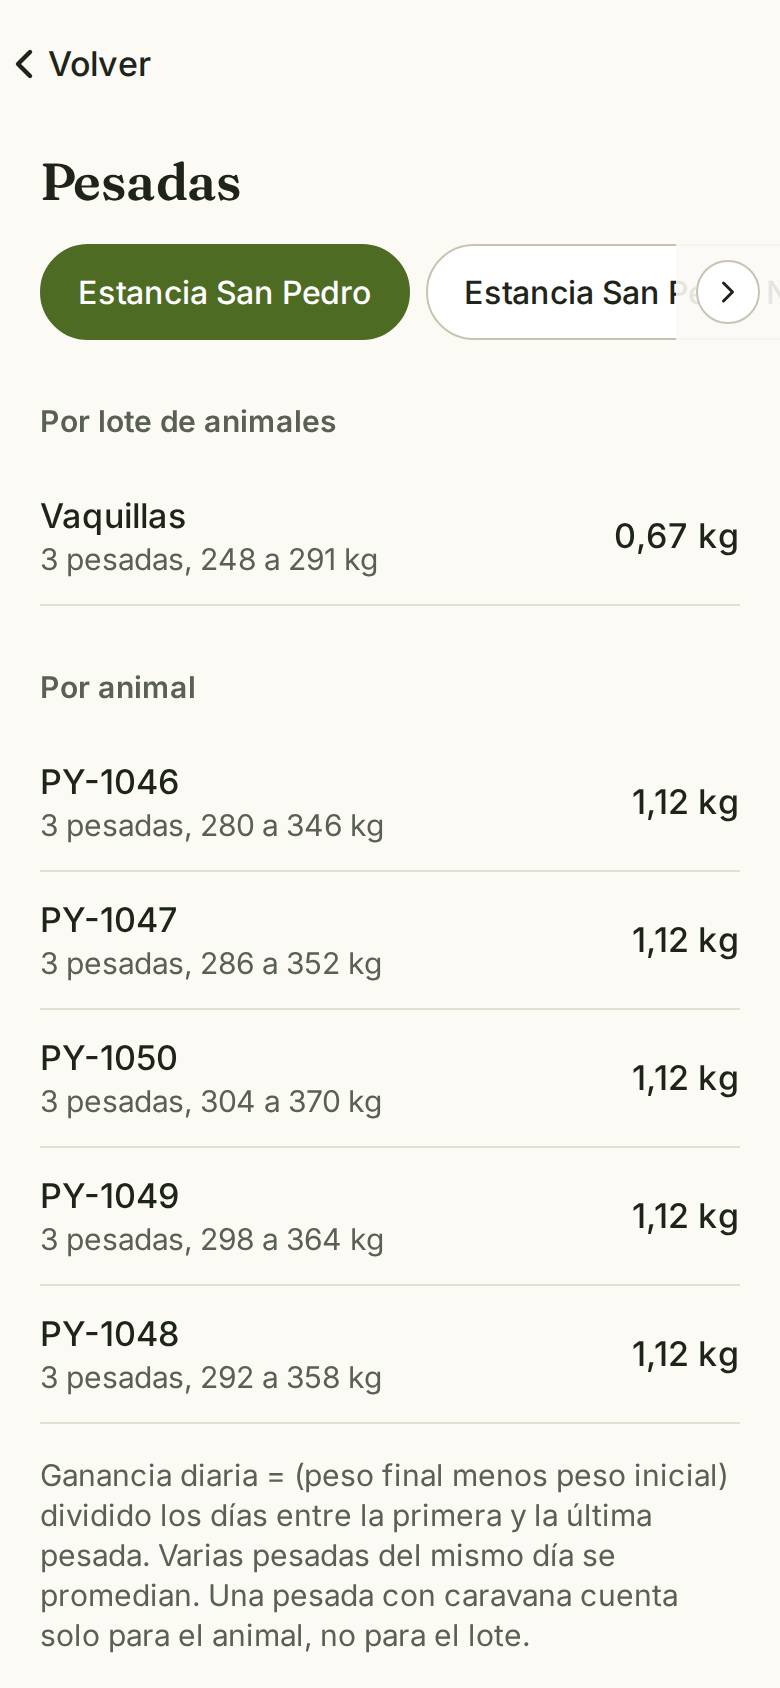 Volver
Pesadas
Estancia San Pedro
Estancia San
Por lote de animales
Vaquillas
3 pesadas, 248 a 291 kg
0,67 kg
Por animal
PY-1046
3 pesadas, 280 a 346 kg
1,12 kg
PY-1047
3 pesadas, 286 a 352 kg
1,12 kg
PY-1050
3 pesadas, 304 a 370 kg
1,12 kg
PY-1049
3 pesadas, 298 a 364 kg
1,12 kg
PY-1048
3 pesadas, 292 a 358 kg
1,12 kg
Ganancia diaria = (peso final menos peso inicial)
dividido los días entre la primera y la última
pesada. Varias pesadas del mismo día se
promedian. Una pesada con caravana cuenta
solo para el animal, no para el lote.